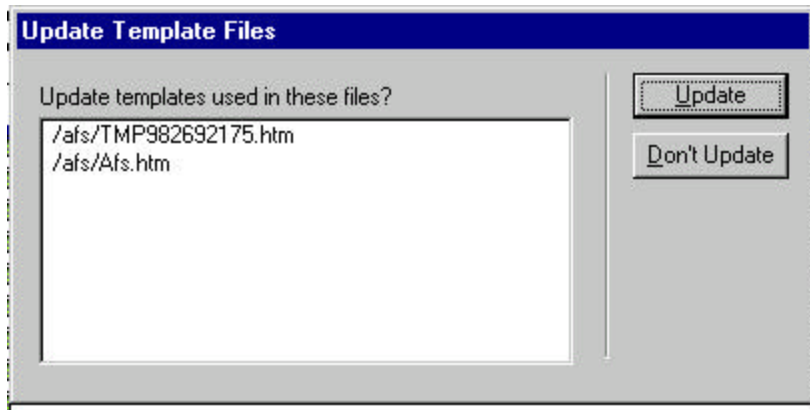 Update Template Files
Update templates used in these files?
/afs/TMP982692175.htm
/afs/Afs.htm
Update
Don't Update